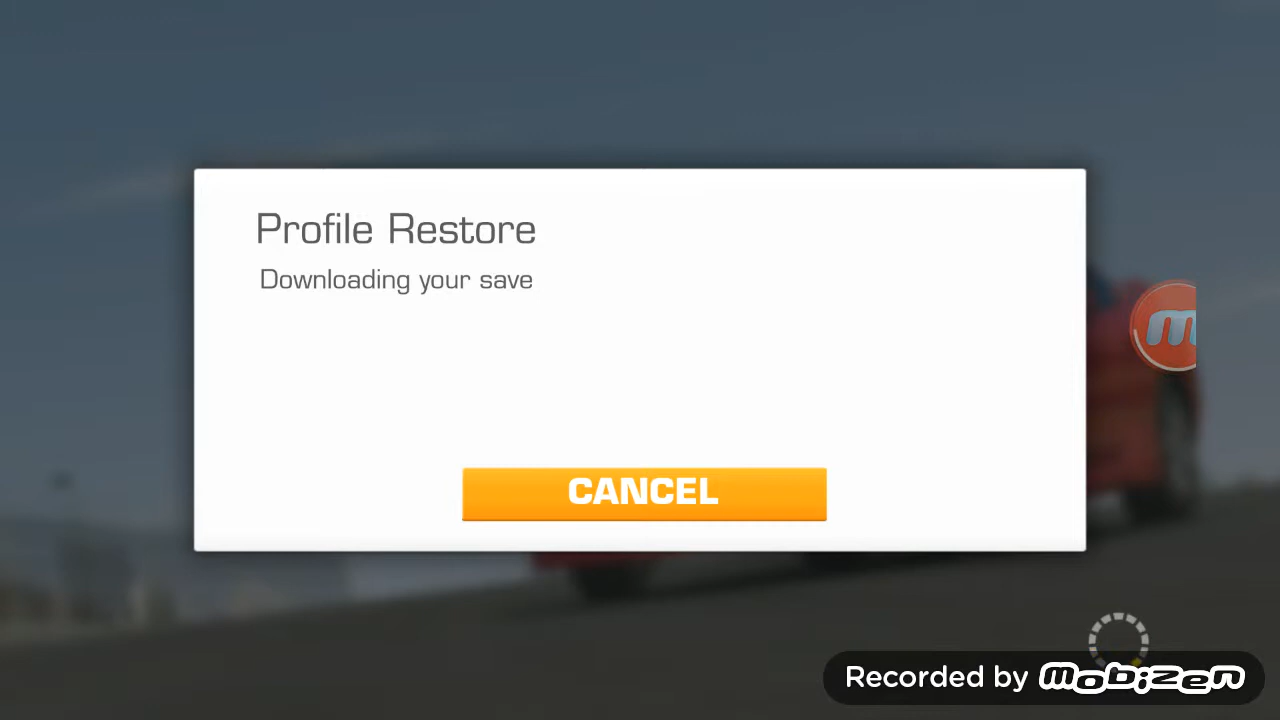 Profile Restore
Downloading your save
m
CANCEL
Recorded by mobizen